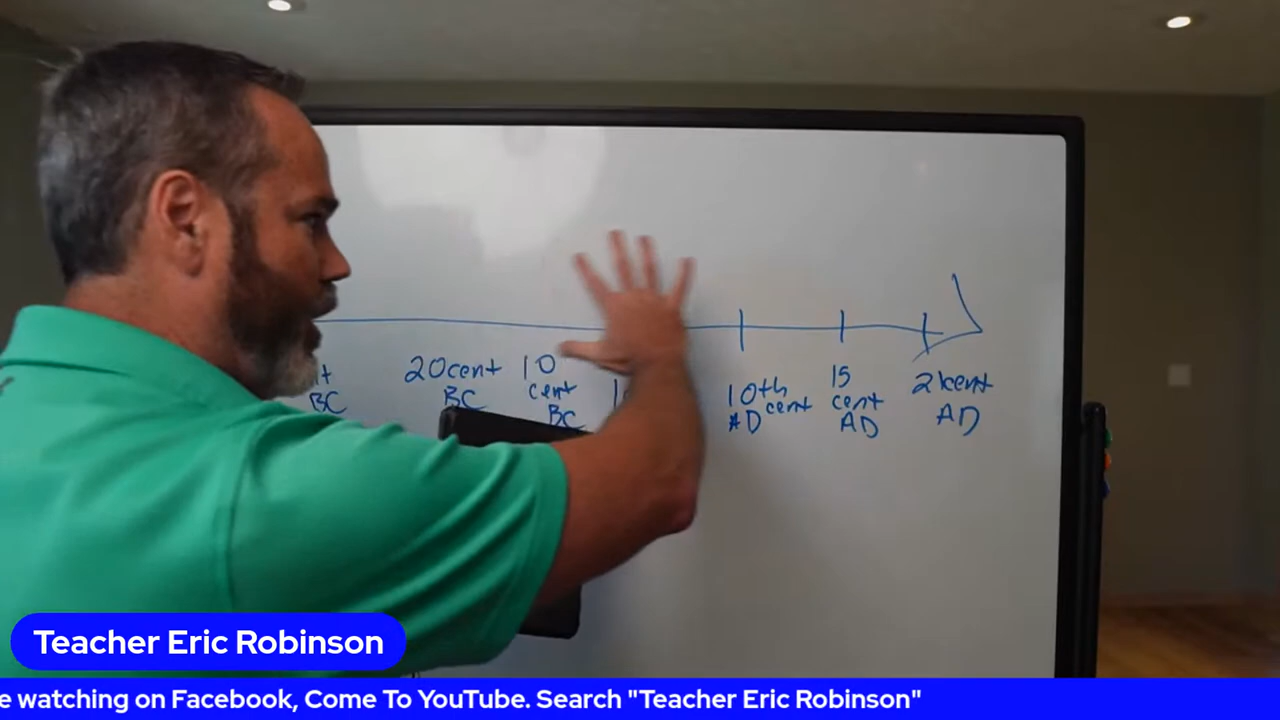 20cent
BC
10
cent
BC
BC
10th
cent
AD
15
cent
AD
21cent
AD
Teacher Eric Robinson
watching on Facebook, Come To YouTube. Search "Teacher Eric Robinson"